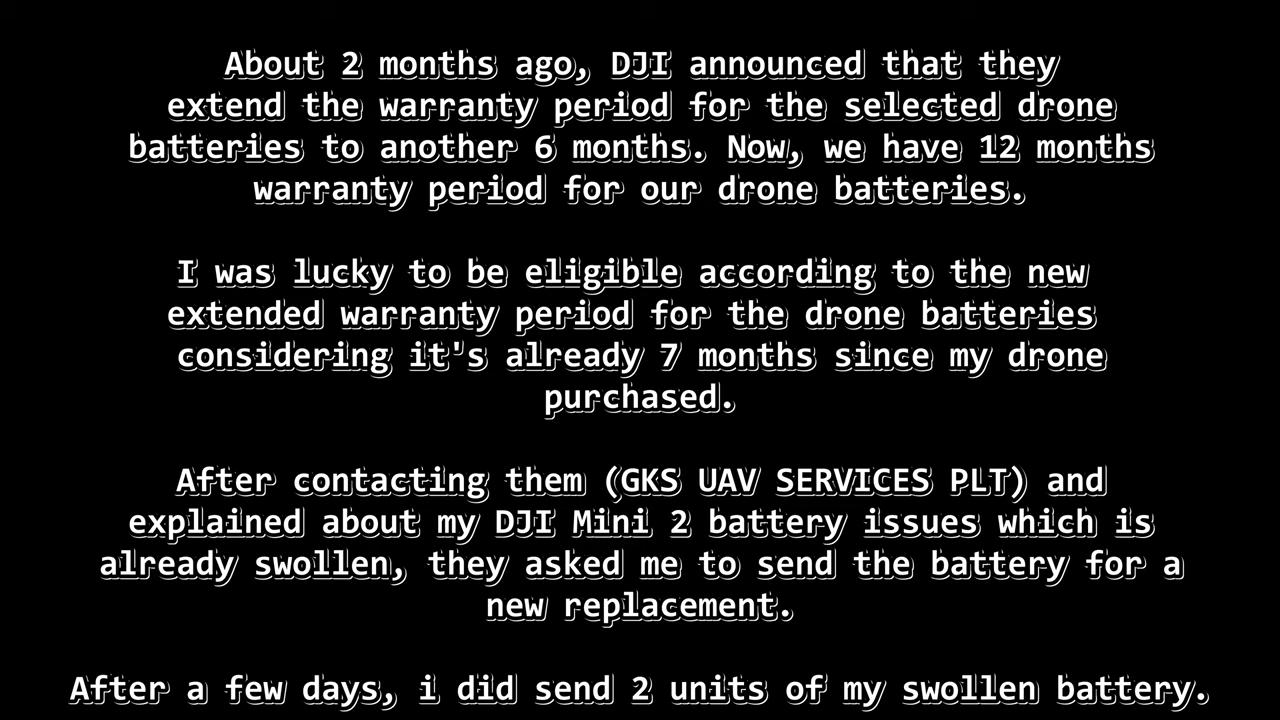 About 2 months ago, DJI announced that they
extend the warranty period for the selected drone
batteries to another 6 months. Now, we have 12 months
warranty period for our drone batteries.
I was lucky to be eligible according to the new
extended warranty period for the drone batteries
considering it's already 7 months since my drone
purchased.
After contacting them (GKS UAV SERVICES PLT) and
explained about my DJI Mini 2 battery issues which is
already swollen, they asked me to send the battery for a
new replacement.
After a few days, i did send 2 units of my swollen battery.